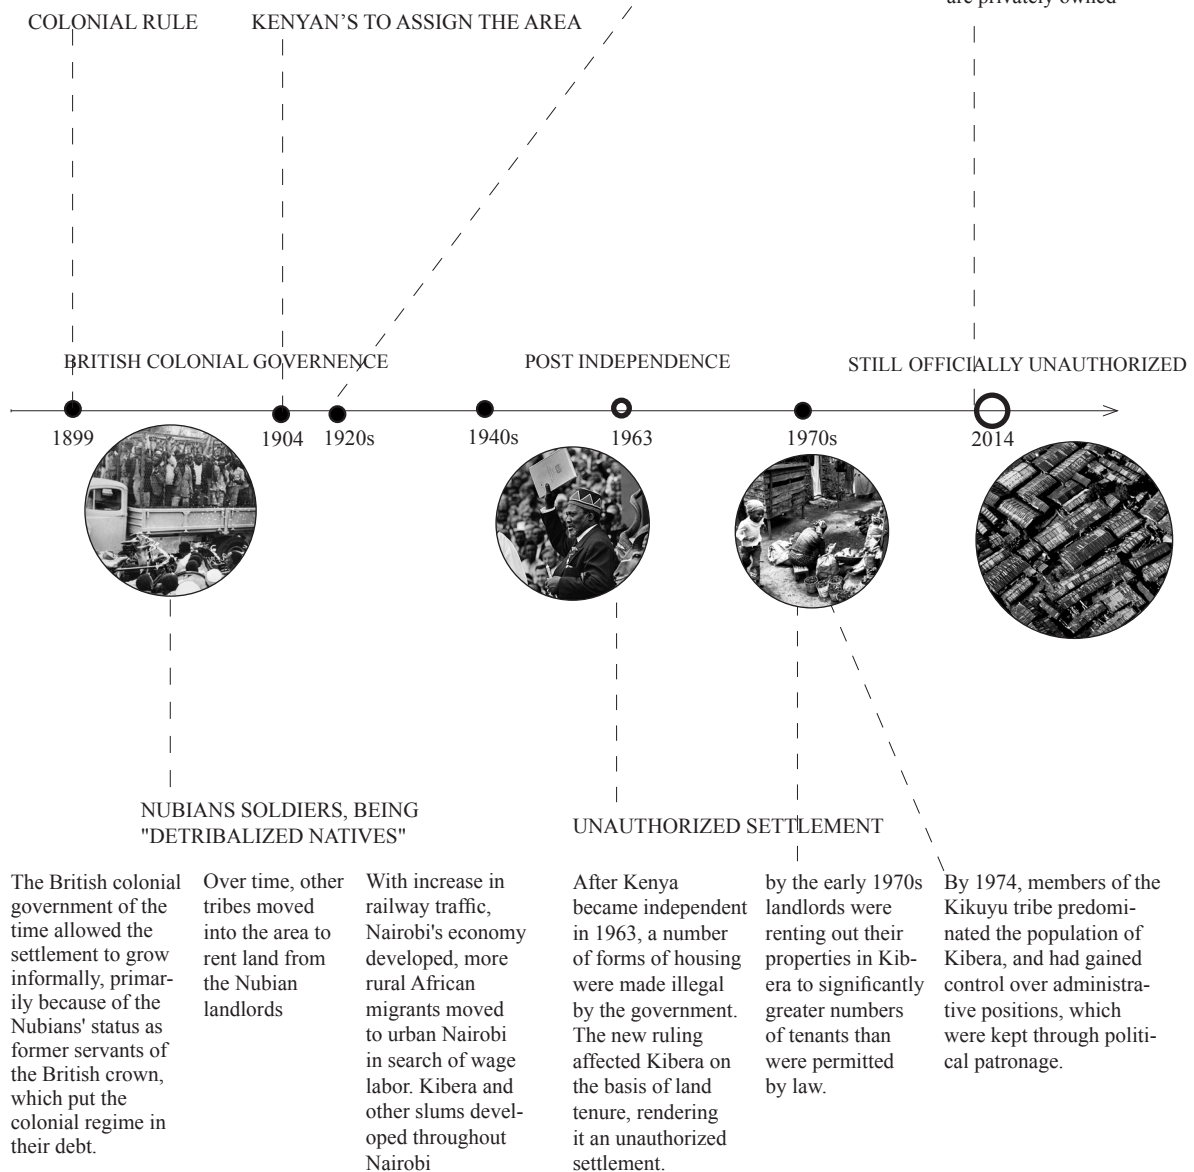 are privately owned
COLONIAL RULE
KENYAN'S TO ASSIGN THE AREA
BRITISH COLONIAL GOVERNENCE
POST INDEPENDENCE
STILL OFFICIALLY UNAUTHORIZED
1899
1904
1920s
1940s
1963
1970s
2014
NUBIANS SOLDIERS, BEING
"DETRIBALIZED NATIVES"
UNAUTHORIZED SETTLEMENT
The British colonial
government of the
time allowed the
settlement to grow
informally, primar-
ily because of the
Nubians' status as
former servants of
the British crown,
which put the
colonial regime in
their debt.
Over time, other
tribes moved
into the area to
rent land from
the Nubian
landlords
With increase in
railway traffic,
Nairobi's economy
developed, more
rural African
migrants moved
to urban Nairobi
in search of wage
labor. Kibera and
other slums devel-
oped throughout
Nairobi
After Kenya
became independent
in 1963, a number
of forms of housing
were made illegal
by the government.
The new ruling
affected Kibera on
the basis of land
tenure, rendering
it an unauthorized
settlement.
by the early 1970s
landlords were
renting out their
properties in Kib-
era to significantly
greater numbers
of tenants than
were permitted
by law.
By 1974, members of the
Kikuyu tribe predomi-
nated the population of
Kibera, and had gained
control over administra-
tive positions, which
were kept through politi-
cal patronage.